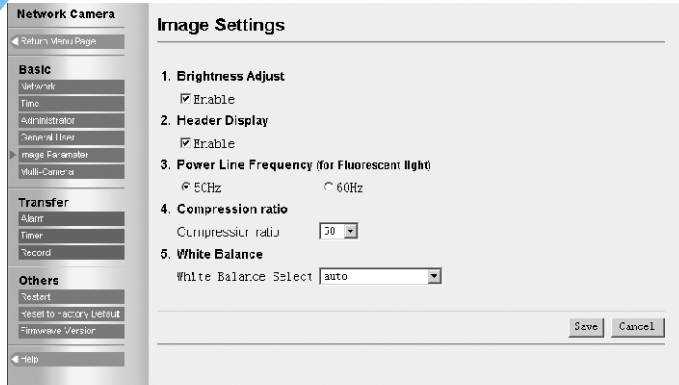 Network Camera
Return Menu Page
Basic
Network
Time
Administrator
General User
Image Parameter
Multi-Camera
Transfer
Alarm
Timer
Record
Others
Restart
Reset to Factory Default
Firmware Version
Help
Image Settings
1. Brightness Adjust
Enable
2. Header Display
Enable
3. Power Line Frequency (for Fluorescent light)
50Hz 60Hz
4. Compression ratio
Compression ratio 50
5. White Balance
White Balance Select auto
Save Cancel